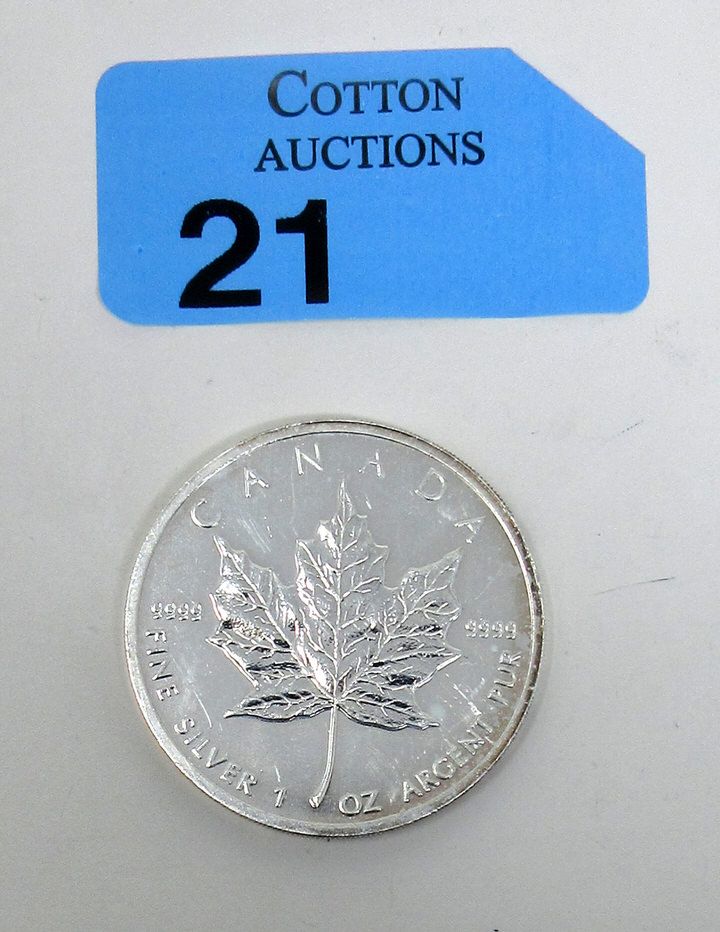 COTTON
AUCTIONS
21
CANADA
9999
9999
FINE SILVER 1 OZ ARGENT PUR